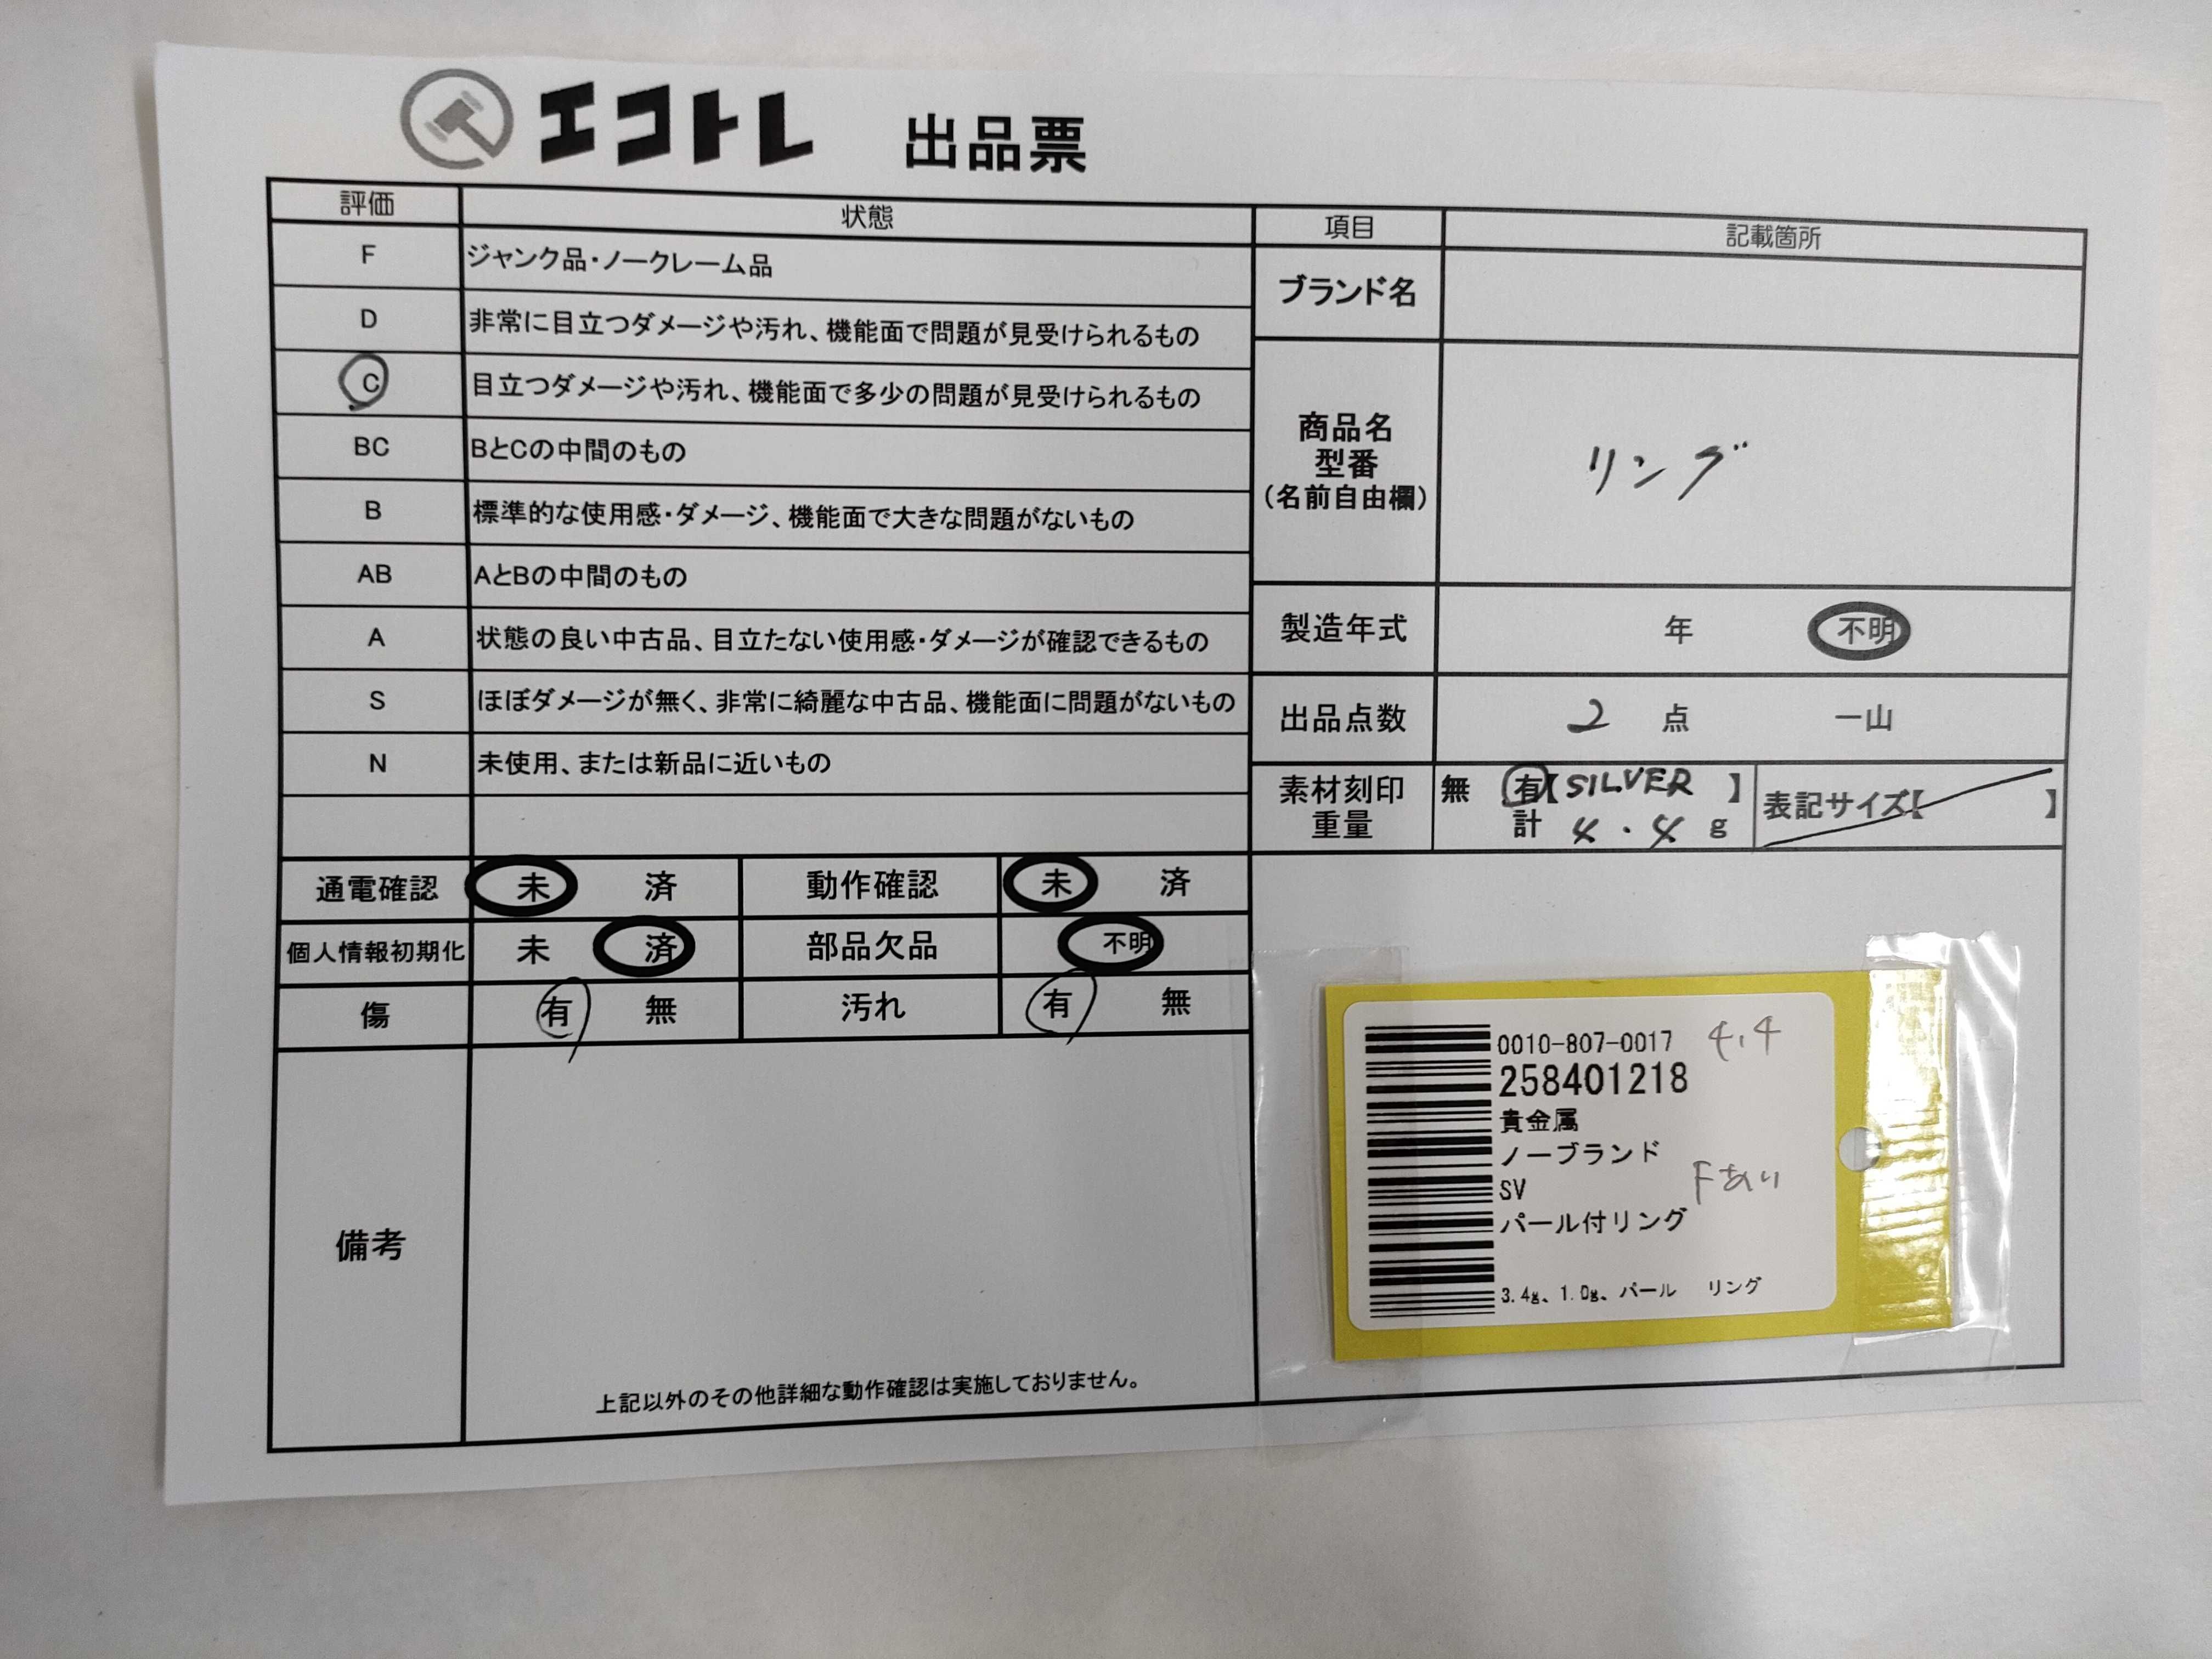 エコトレ 出品票
評価 状態
F ジャンク品・ノークレーム品
D 非常に目立つダメージや汚れ、機能面で問題が見受けられるもの
C 目立つダメージや汚れ、機能面で多少の問題が見受けられるもの
BC BとCの中間のもの
B 標準的な使用感・ダメージ、機能面で大きな問題がないもの
AB AとBの中間のもの
A 状態の良い中古品、目立たない使用感・ダメージが確認できるもの
S ほぼダメージが無く、非常に綺麗な中古品、機能面に問題がないもの
N 未使用、または新品に近いもの
通電確認 未 済 動作確認 未 済
個人情報初期化 未 済 部品欠品 不明
傷 有 無 汚れ 有 無
備考
上記以外のその他詳細な動作確認は実施しておりません。
項目 記載箇所
ブランド名
商品名
型番
(名前自由欄)
リング
製造年式 年 不明
出品点数 2 点 一山
素材刻印 無 有【SILVER 】
重量 計 4.4 g
表記サイズ【 】
0010-807-0017 4.4
258401218
貴金属
ノーブランド
SV Fあり
パール付リング
3.4g、1.0g、パール リング